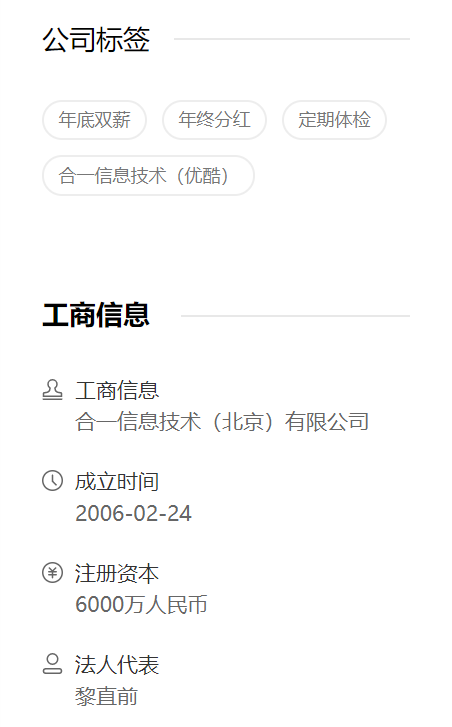 公司标签
年底双薪 年终分红 定期体检
合一信息技术（优酷）
工商信息
工商信息
合一信息技术（北京）有限公司
成立时间
2006-02-24
注册资本
6000万人民币
法人代表
黎直前